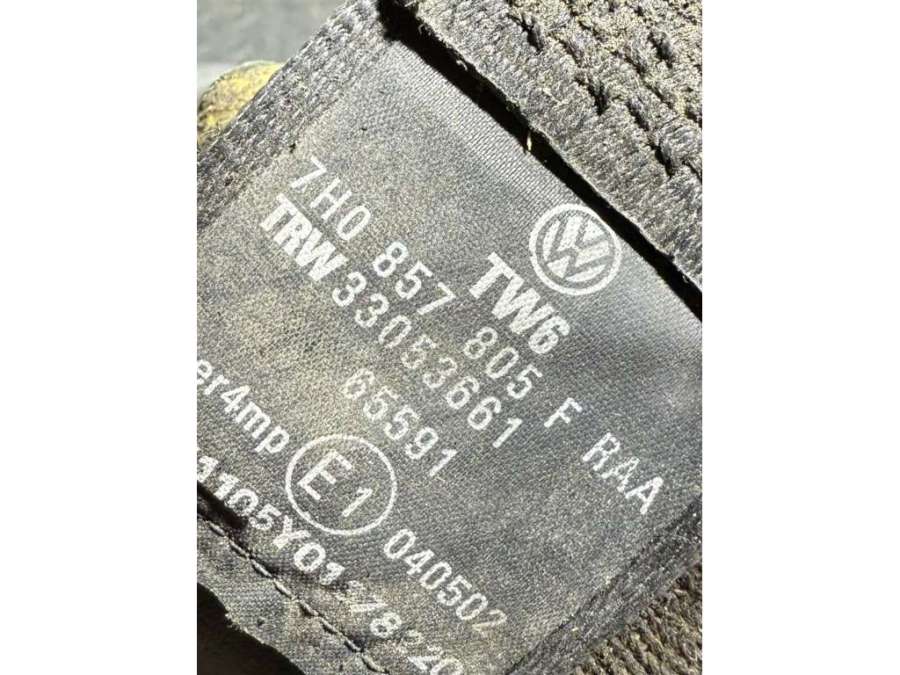 TW6
7H0 857 805 F RAA
TRW 33053661
65591
er4mp E1 040502